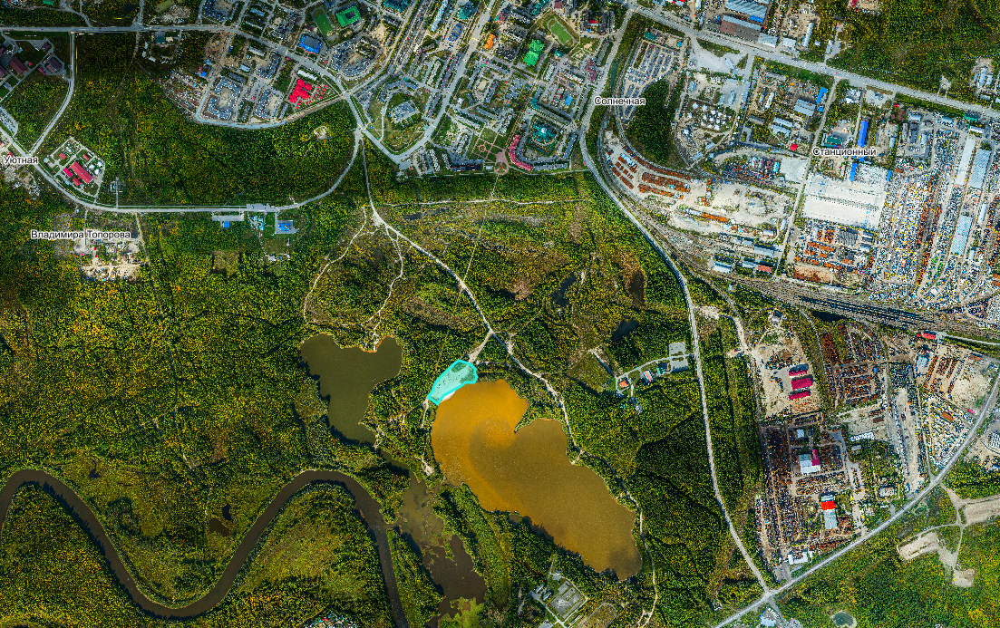 Солнечная
Станционный
Уютная
Владимира Топорова